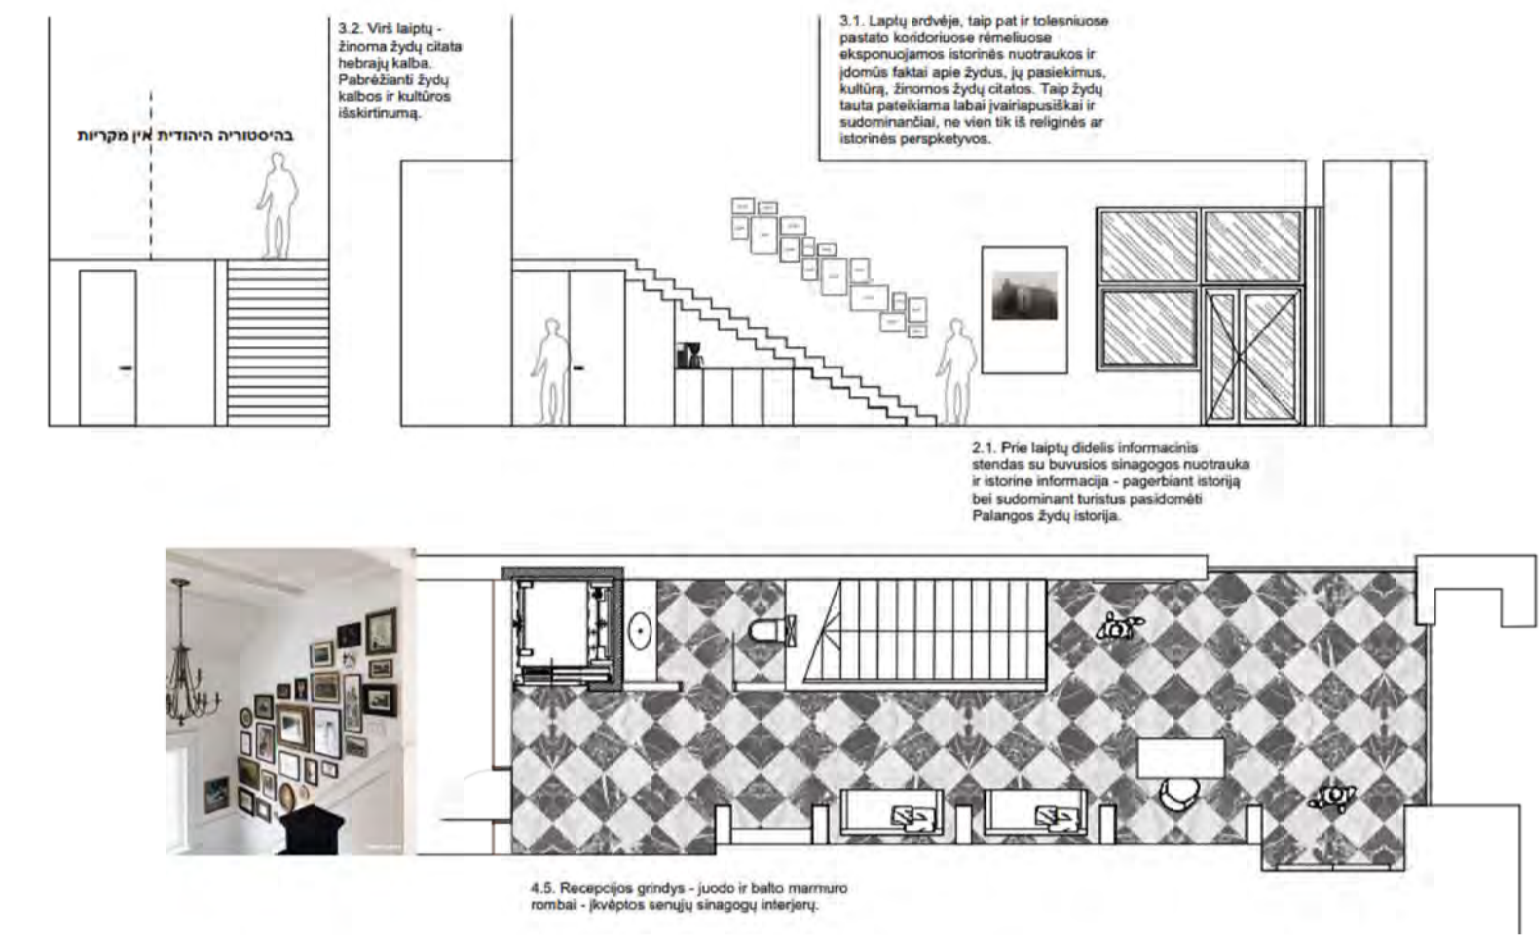 3.2. Virš laiptų -
žinoma žydų citata
hebrajų kalba.
Pabrėžianti žydų
kalbos ir kultūros
išskirtinumą.
בהיסטוריה היהודית אין מקריות
3.1. Laptų erdvėje, taip pat ir tolesniuose
pastato koridoriuose rėmeliuose
eksponuojamos istorinės nuotraukos ir
įdomūs faktai apie žydus, jų pasiekimus,
kultūrą, žinomos žydų citatos. Taip žydų
tauta pateikiama labai įvairiapusiškai ir
sudominančiai, ne vien tik iš religinės ar
istorinės perspketyvos.
2.1. Prie laiptų didelis informacinis
stendas su buvusios sinagogos nuotrauka
ir istorine informacija - pagerbiant istoriją
bei sudominant turistus pasidomėti
Palangos žydų istorija.
4.5. Recepcijos grindys - juodo ir balto marmuro
rombai - įkvėptos senųjų sinagogų interjerų.